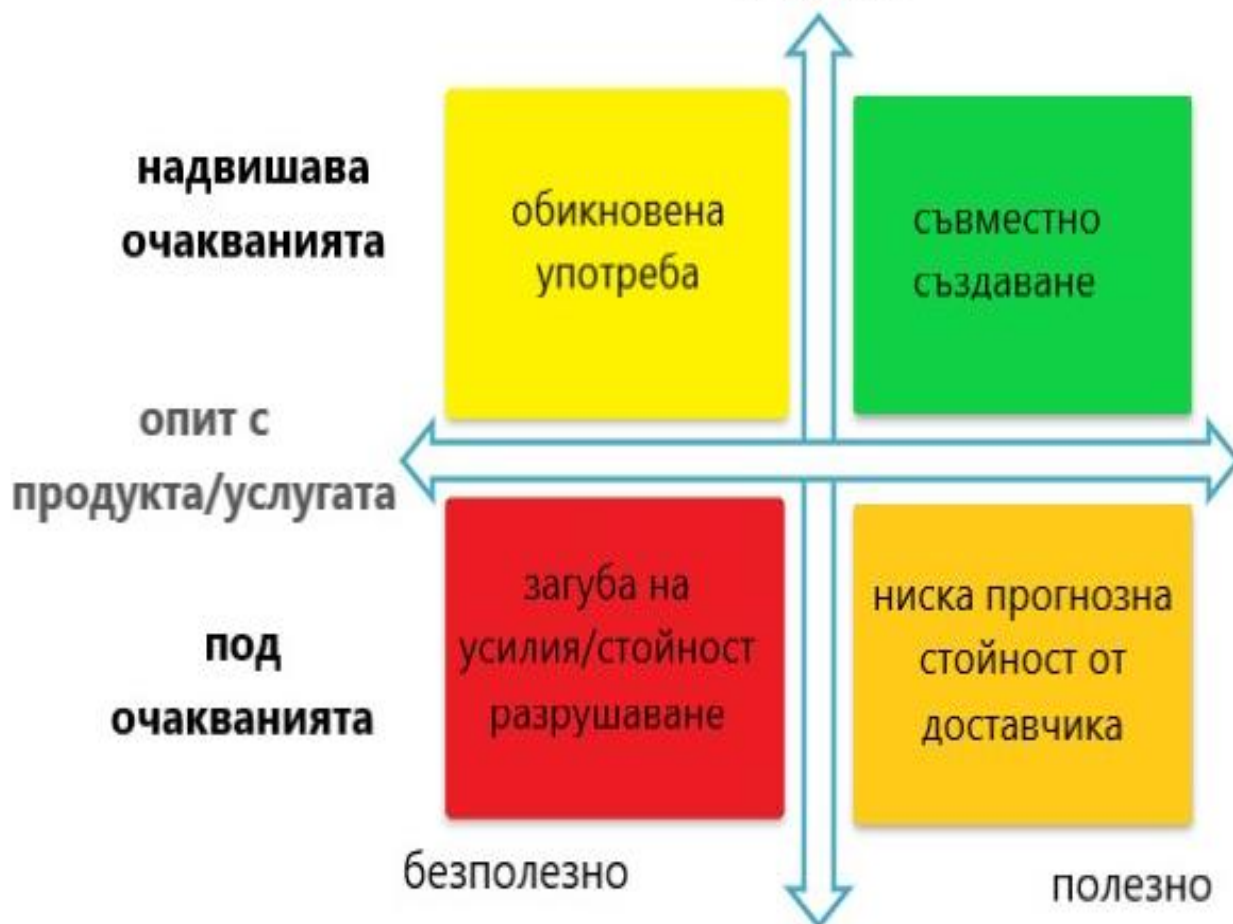 надвишава
очакванията
обикновена
употреба
съвместно
създаване
опит с
продукта/услугата
под
очакванията
загуба на
усилия/стойност
разрушаване
ниска прогнозна
стойност от
доставчика
безполезно
полезно